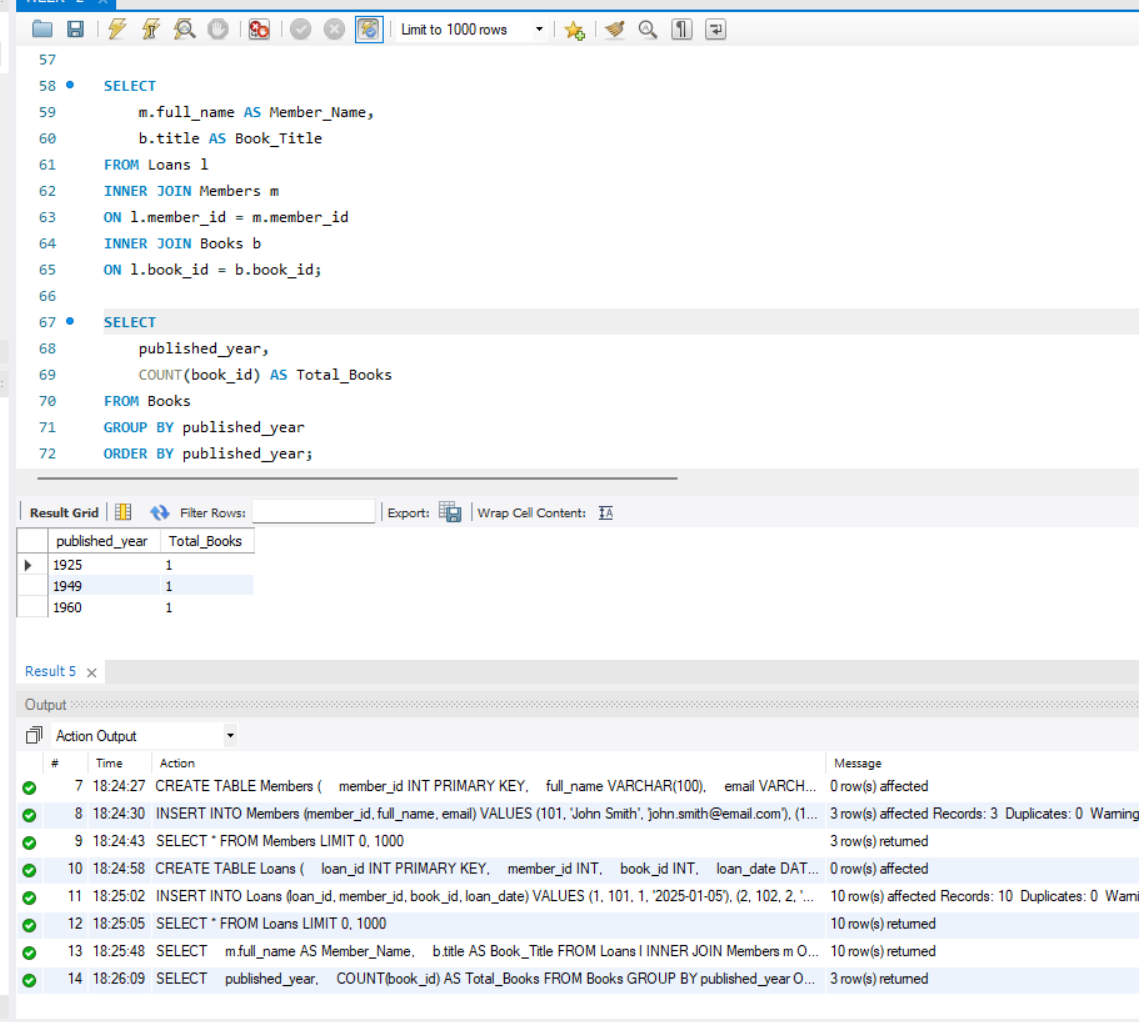 Limit to 1000 rows
57
58 SELECT
59 m.full_name AS Member_Name,
60 b.title AS Book_Title
61 FROM Loans l
62 INNER JOIN Members m
63 ON l.member_id = m.member_id
64 INNER JOIN Books b
65 ON l.book_id = b.book_id;
66
67 SELECT
68 published_year,
69 COUNT(book_id) AS Total_Books
70 FROM Books
71 GROUP BY published_year
72 ORDER BY published_year;
Result Grid Filter Rows: Export: Wrap Cell Content:
published_year Total_Books
1925 1
1949 1
1960 1
Result 5
Output
Action Output
# Time Action Message
7 18:24:27 CREATE TABLE Members ( member_id INT PRIMARY KEY, full_name VARCHAR(100), email VARCH... 0 row(s) affected
8 18:24:30 INSERT INTO Members (member_id, full_name, email) VALUES (101, 'John Smith', 'john.smith@email.com'), (1... 3 row(s) affected Records: 3 Duplicates: 0 Warning
9 18:24:43 SELECT * FROM Members LIMIT 0, 1000 3 row(s) returned
10 18:24:58 CREATE TABLE Loans ( loan_id INT PRIMARY KEY, member_id INT, book_id INT, loan_date DAT... 0 row(s) affected
11 18:25:02 INSERT INTO Loans (loan_id, member_id, book_id, loan_date) VALUES (1, 101, 1, '2025-01-05'), (2, 102, 2, '... 10 row(s) affected Records: 10 Duplicates: 0 Warni
12 18:25:05 SELECT * FROM Loans LIMIT 0, 1000 10 row(s) returned
13 18:25:48 SELECT m.full_name AS Member_Name, b.title AS Book_Title FROM Loans l INNER JOIN Members m O... 10 row(s) returned
14 18:26:09 SELECT published_year, COUNT(book_id) AS Total_Books FROM Books GROUP BY published_year O... 3 row(s) returned